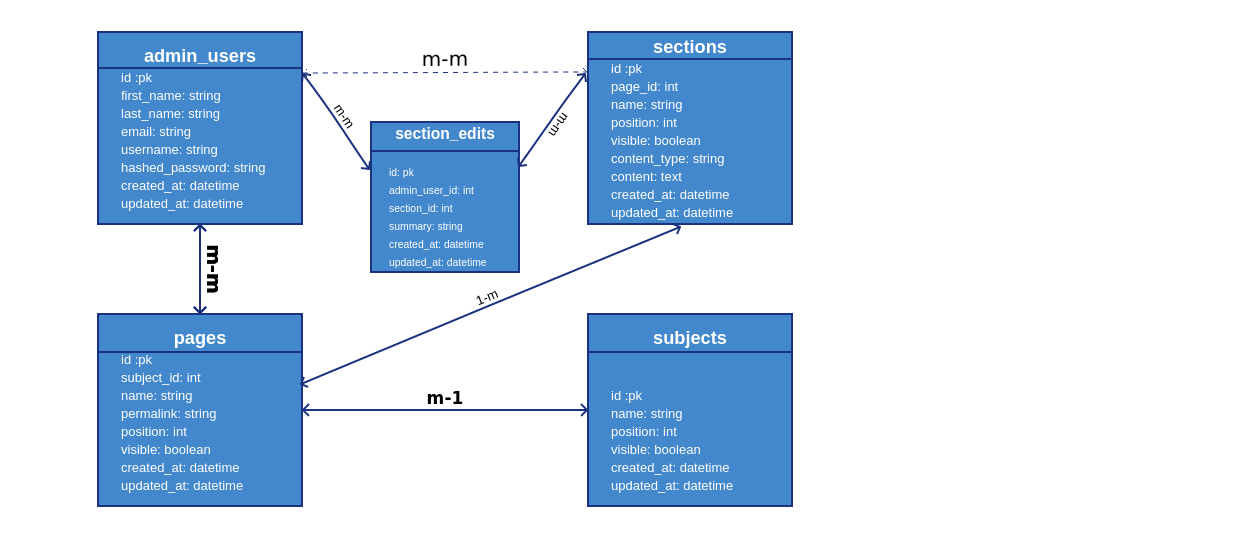 admin_users
id :pk
first_name: string
last_name: string
email: string
username: string
hashed_password: string
created_at: datetime
updated_at: datetime
m-m
sections
id :pk
page_id: int
name: string
position: int
visible: boolean
content_type: string
content: text
created_at: datetime
updated_at: datetime
m-m
m-m
section_edits
id: pk
admin_user_id: int
section_id: int
summary: string
created_at: datetime
updated_at: datetime
m-m
1-m
pages
id :pk
subject_id: int
name: string
permalink: string
position: int
visible: boolean
created_at: datetime
updated_at: datetime
m-1
subjects
id :pk
name: string
position: int
visible: boolean
created_at: datetime
updated_at: datetime